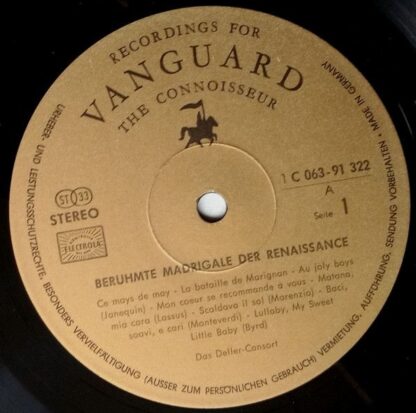 RECORDINGS FOR
VANGUARD
THE CONNOISSEUR
1 C 063-91 322
A
Seite 1
ST 33
STEREO
ELECTROLA
BERÜHMTE MADRIGALE DER RENAISSANCE
Ce mays de may - La bataille de Marignan - Au joly boys
(Janequin) - Mon coeur se recommande à vous - Matona,
mia cara (Lassus) - Scaldava il sol (Marenzio) - Baci,
soavi, e cari (Monteverdi) - Lullaby, My Sweet
Little Baby (Byrd)
Das Deller-Consort
URHEBER- UND LEISTUNGSSCHUTZRECHTE, BESONDERS VERVIELFÄLTIGUNG (AUSSER ZUM PERSÖNLICHEN GEBRAUCH) VERMIETUNG, AUFFÜHRUNG, SENDUNG VORBEHALTEN • MADE IN GERMANY